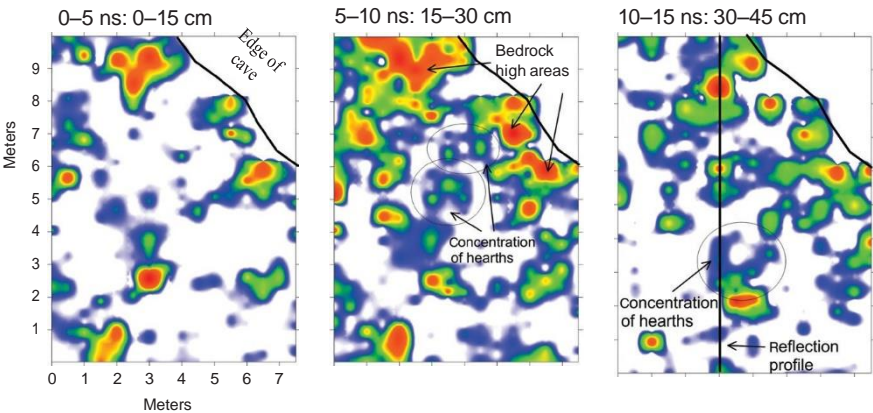 0–5 ns: 0–15 cm
Edge of
cave
Meters
9
8
7
6
5
4
3
2
1
0 1 2 3 4 5 6 7
Meters
5–10 ns: 15–30 cm
Bedrock
high areas
Concentration
of hearths
10–15 ns: 30–45 cm
Concentration
of hearths
Reflection
profile